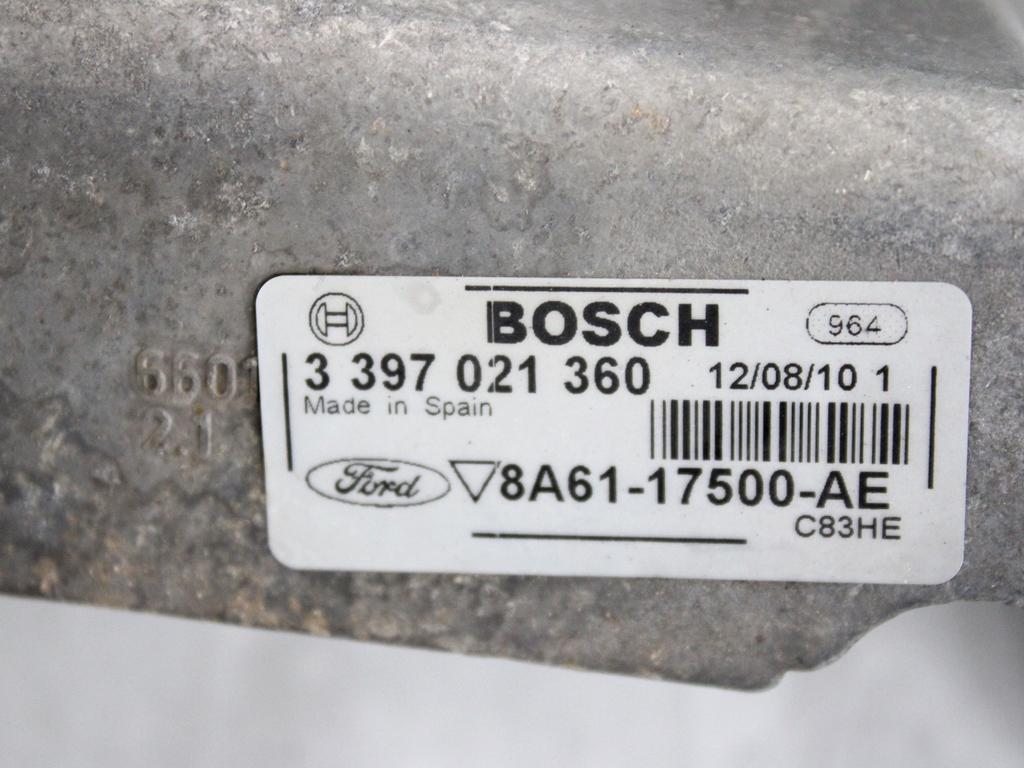 BOSCH
964
3 397 021 360 12/08/10 1
Made in Spain
Ford 8A61-17500-AE
C83HE
6601
2.1